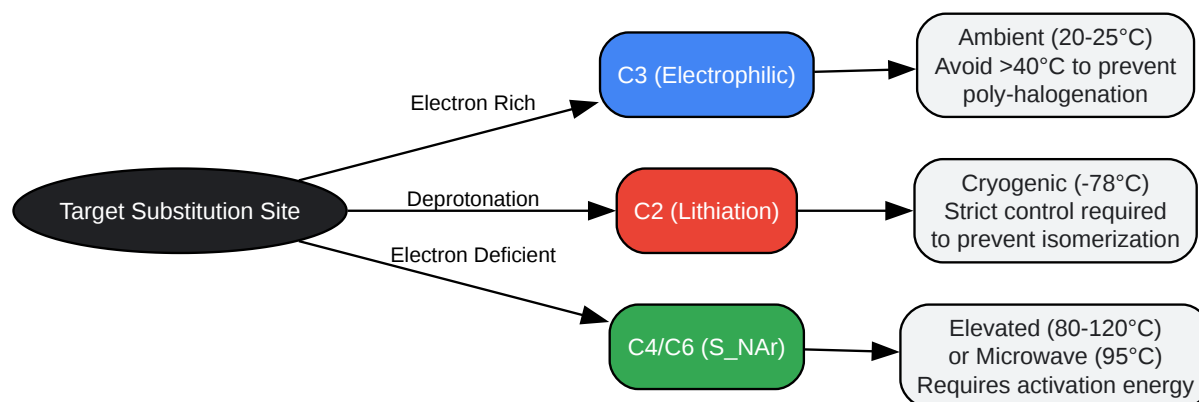 Target Substitution Site
Electron Rich
C3 (Electrophilic)
Ambient (20-25°C)
Avoid >40°C to prevent
poly-halogenation
Deprotonation
C2 (Lithiation)
Cryogenic (-78°C)
Strict control required
to prevent isomerization
Electron Deficient
C4/C6 (S_NAr)
Elevated (80-120°C)
or Microwave (95°C)
Requires activation energy